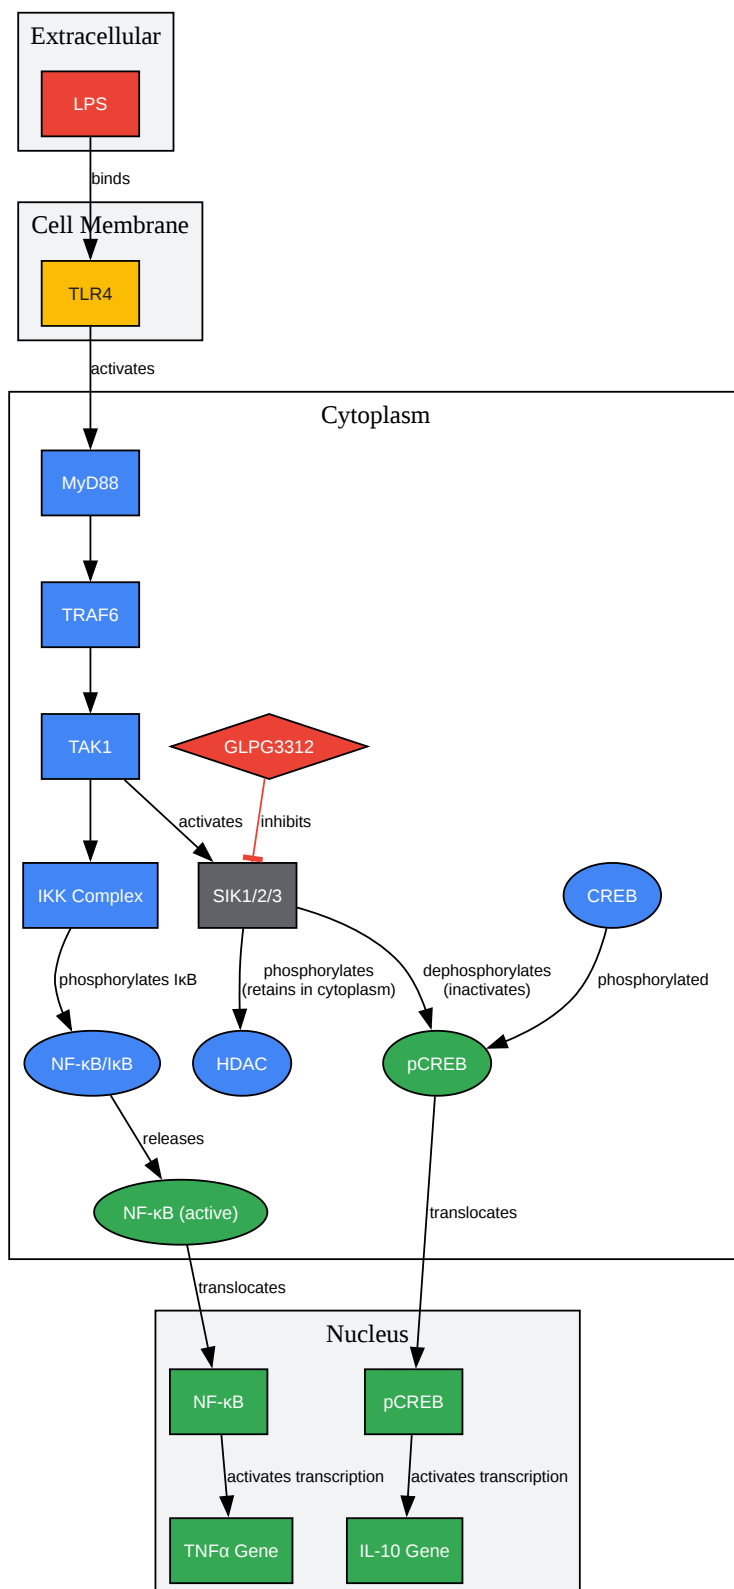 Extracellular
LPS
binds
Cell Membrane
TLR4
activates
Cytoplasm
MyD88
TRAF6
TAK1
GLPG3312
activates
inhibits
IKK Complex
SIK1/2/3
CREB
phosphorylates IκB
phosphorylates
(retains in cytoplasm)
dephosphorylates
(inactivates)
phosphorylated
NF-κB/IκB
HDAC
pCREB
releases
NF-κB (active)
translocates
translocates
Nucleus
NF-κB
pCREB
activates transcription
activates transcription
TNFα Gene
IL-10 Gene